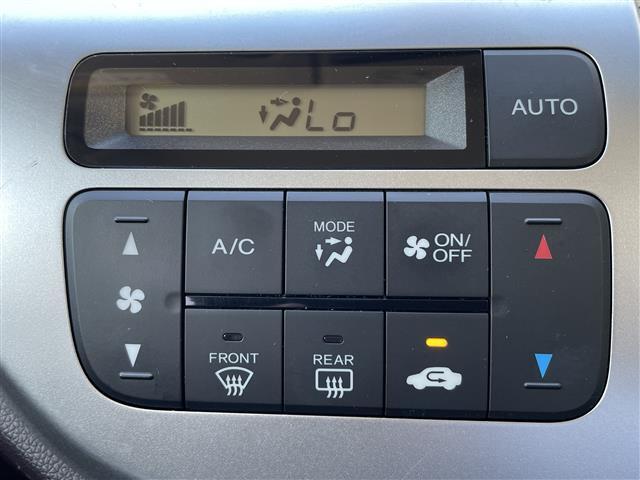 Lo
AUTO
A/C
MODE
ON/
OFF
FRONT
REAR